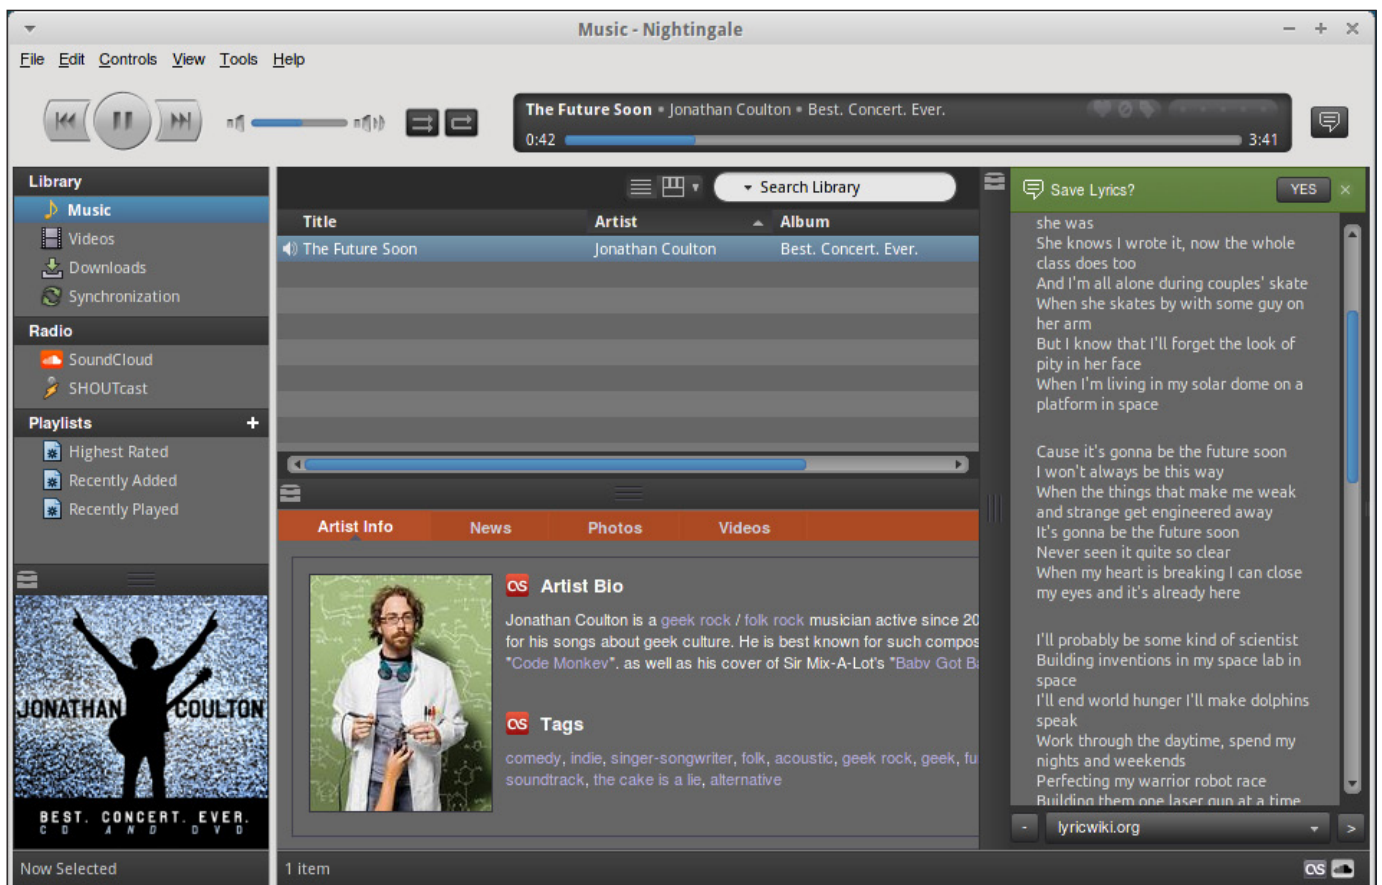 Music - Nightingale
File Edit Controls View Tools Help
The Future Soon • Jonathan Coulton • Best. Concert. Ever.
0:42 3:41
Library
Music
Videos
Downloads
Synchronization
Radio
SoundCloud
SHOUTcast
Playlists +
Highest Rated
Recently Added
Recently Played
JONATHAN COULTON
BEST. CONCERT. EVER.
CD AND DVD
Now Selected
Search Library
Title Artist Album
The Future Soon Jonathan Coulton Best. Concert. Ever.
Artist Info News Photos Videos
Artist Bio
Jonathan Coulton is a geek rock / folk rock musician active since 20
for his songs about geek culture. He is best known for such compos
"Code Monkey". as well as his cover of Sir Mix-A-Lot's "Baby Got Ba
Tags
comedy, indie, singer-songwriter, folk, acoustic, geek rock, geek, fu
soundtrack, the cake is a lie, alternative
1 item
Save Lyrics? YES
she was
She knows I wrote it, now the whole
class does too
And I'm all alone during couples' skate
When she skates by with some guy on
her arm
But I know that I'll forget the look of
pity in her face
When I'm living in my solar dome on a
platform in space
Cause it's gonna be the future soon
I won't always be this way
When the things that make me weak
and strange get engineered away
It's gonna be the future soon
Never seen it quite so clear
When my heart is breaking I can close
my eyes and it's already here
I'll probably be some kind of scientist
Building inventions in my space lab in
space
I'll end world hunger I'll make dolphins
speak
Work through the daytime, spend my
nights and weekends
Perfecting my warrior robot race
Building them one laser gun at a time
- lyricwiki.org >